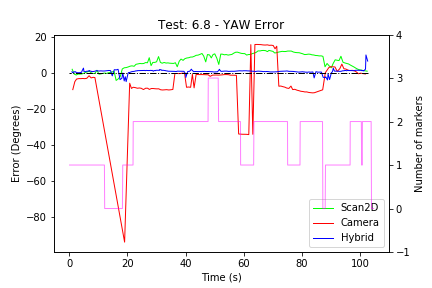 Test: 6.8 - YAW Error
20
0
−20
−40
−60
−80
Error (Degrees)
4
3
2
1
0
−1
Number of markers
Scan2D
Camera
Hybrid
0
20
40
60
80
100
Time (s)